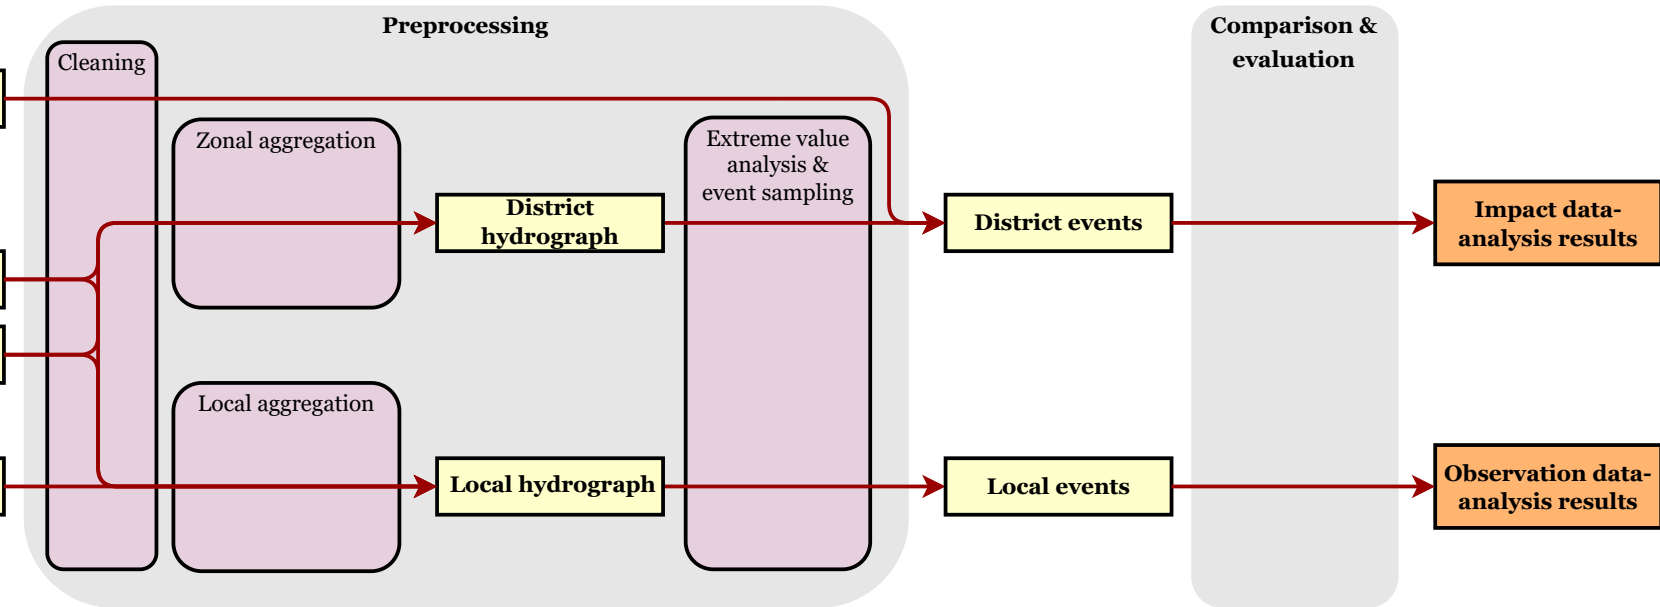 Preprocessing
Comparison &
evaluation
Cleaning
Zonal aggregation
Extreme value
analysis &
event sampling
District
hydrograph
District events
Impact data-
analysis results
Local aggregation
Local hydrograph
Local events
Observation data-
analysis results